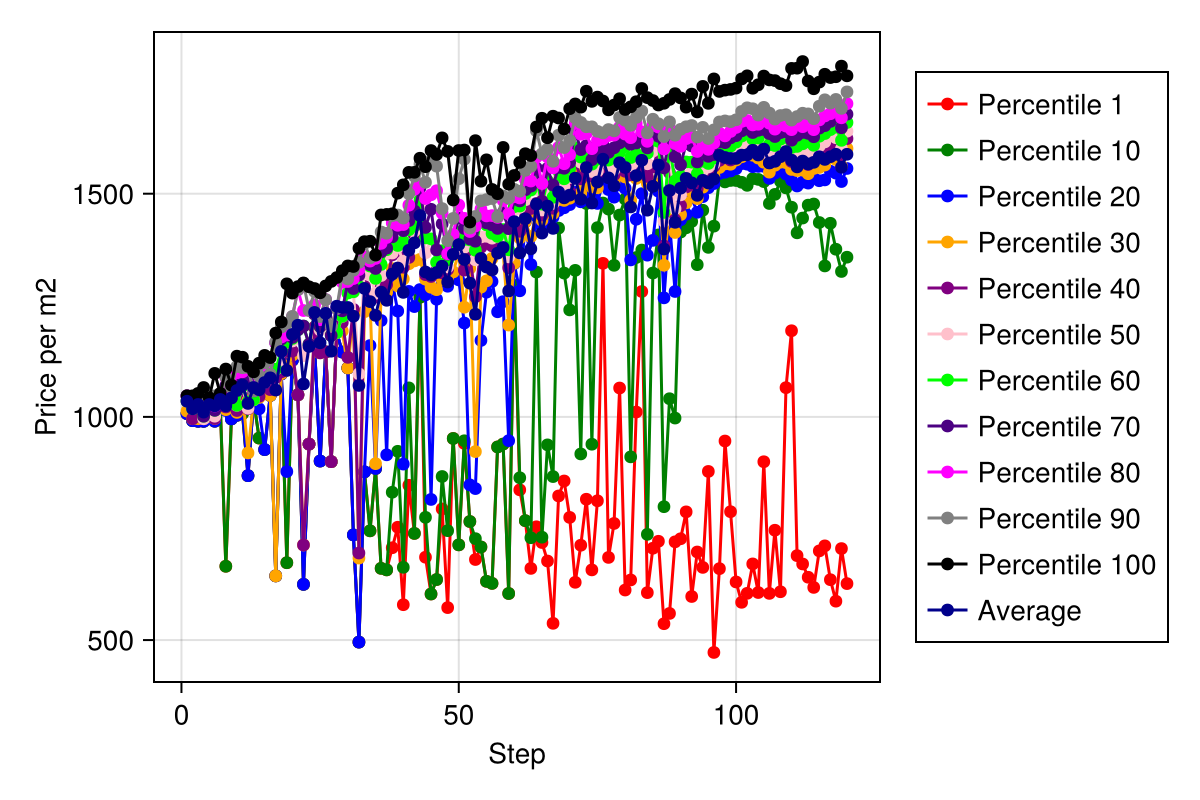 1500
1000
500
Price per m2
0
50
100
Step
Percentile 1
Percentile 10
Percentile 20
Percentile 30
Percentile 40
Percentile 50
Percentile 60
Percentile 70
Percentile 80
Percentile 90
Percentile 100
Average